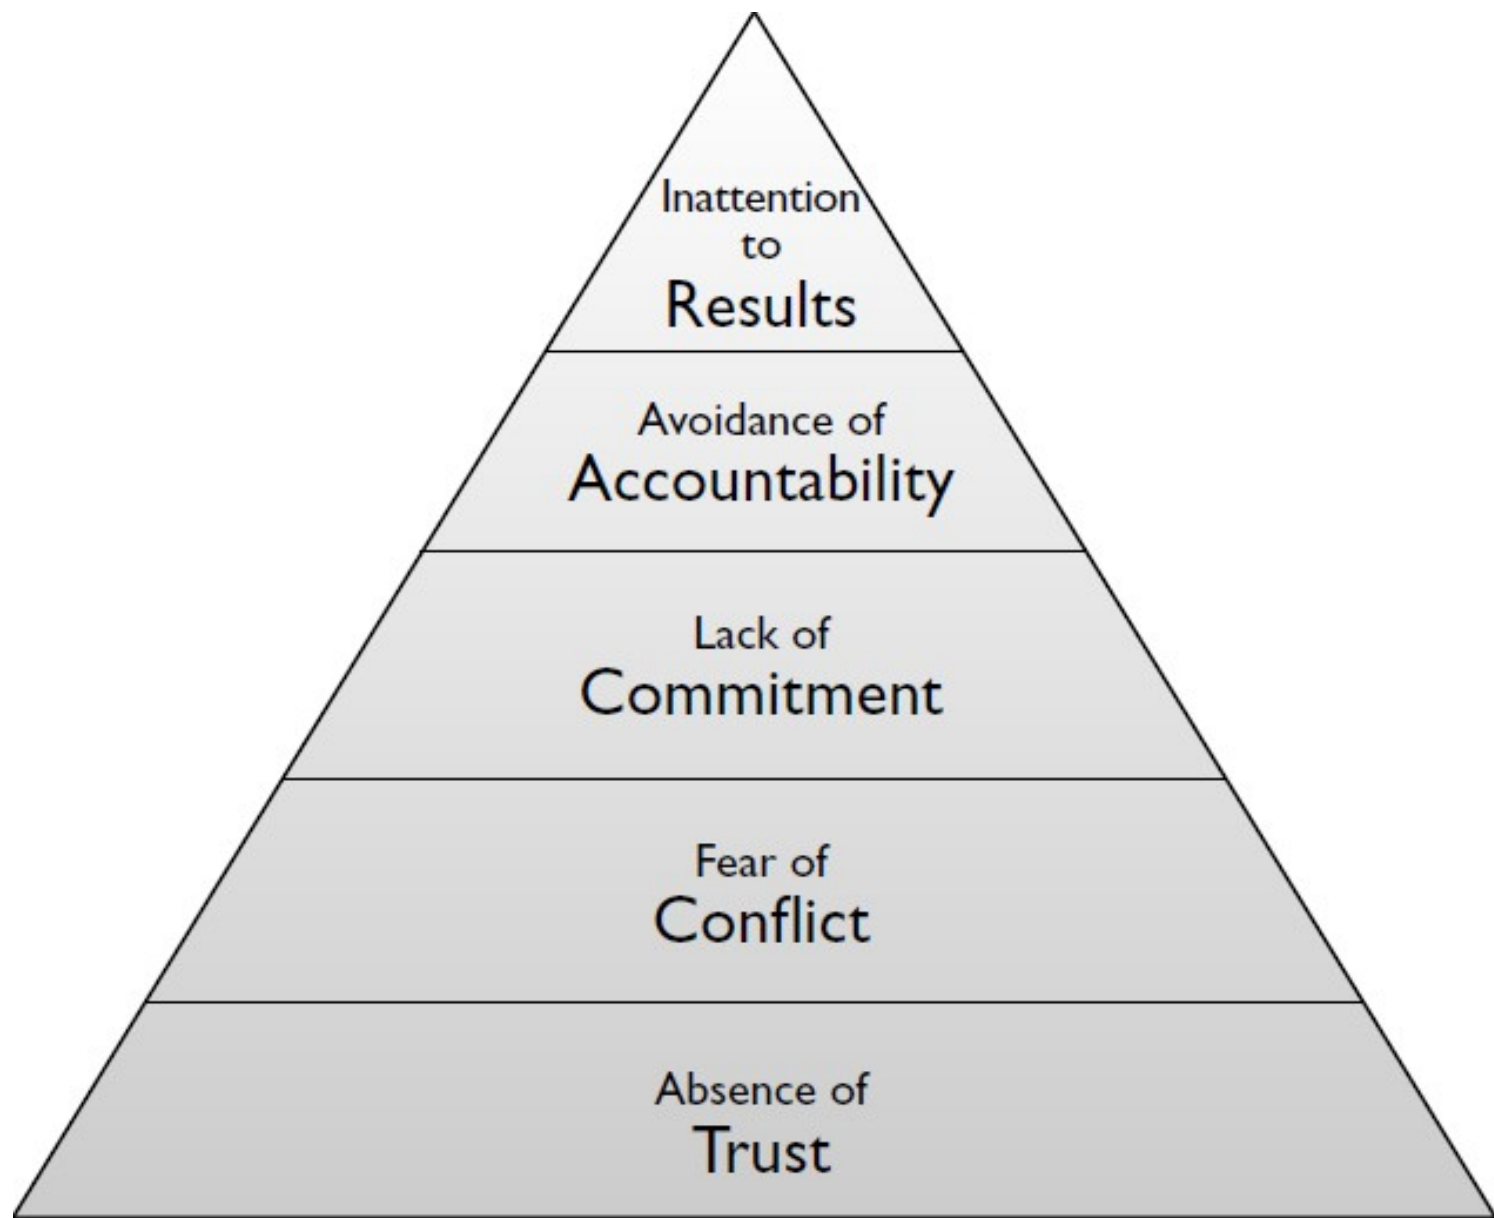 Inattention
to
Results
Avoidance of
Accountability
Lack of
Commitment
Fear of
Conflict
Absence of
Trust